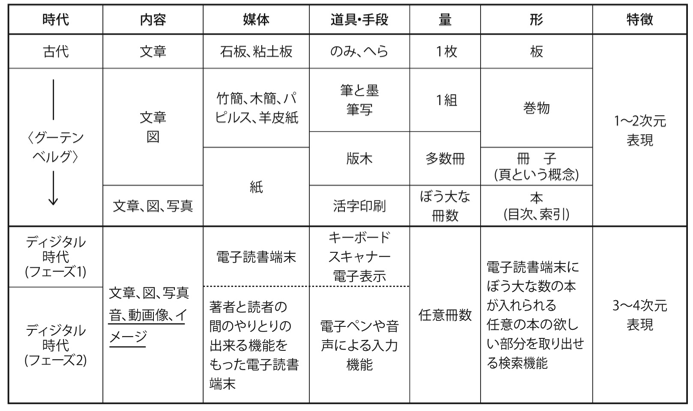 時代 内容 媒体 道具・手段 量 形 特徴
古代 文章 石板、粘土板 のみ、へら 1枚 板
〈グーテン
ベルグ〉
文章
図
竹簡、木簡、パ
ピルス、羊皮紙
筆と墨
筆写
1組
巻物
1〜2次元
表現
紙
版木
多数冊
冊　子
(頁という概念)
文章、図、写真
活字印刷
ぼう大な
冊数
本
(目次、索引)
ディジタル
時代
(フェーズ1)
電子読書端末
キーボード
スキャナー
電子表示
文章、図、写真
音、動画像、イ
メージ
任意冊数
電子読書端末に
ぼう大な数の本
が入れられる
任意の本の欲し
い部分を取り出せ
る検索機能
3〜4次元
表現
ディジタル
時代
(フェーズ2)
著者と読者の
間のやりとりの
出来る機能を
もった電子読書
端末
電子ペンや音
声による入力
機能